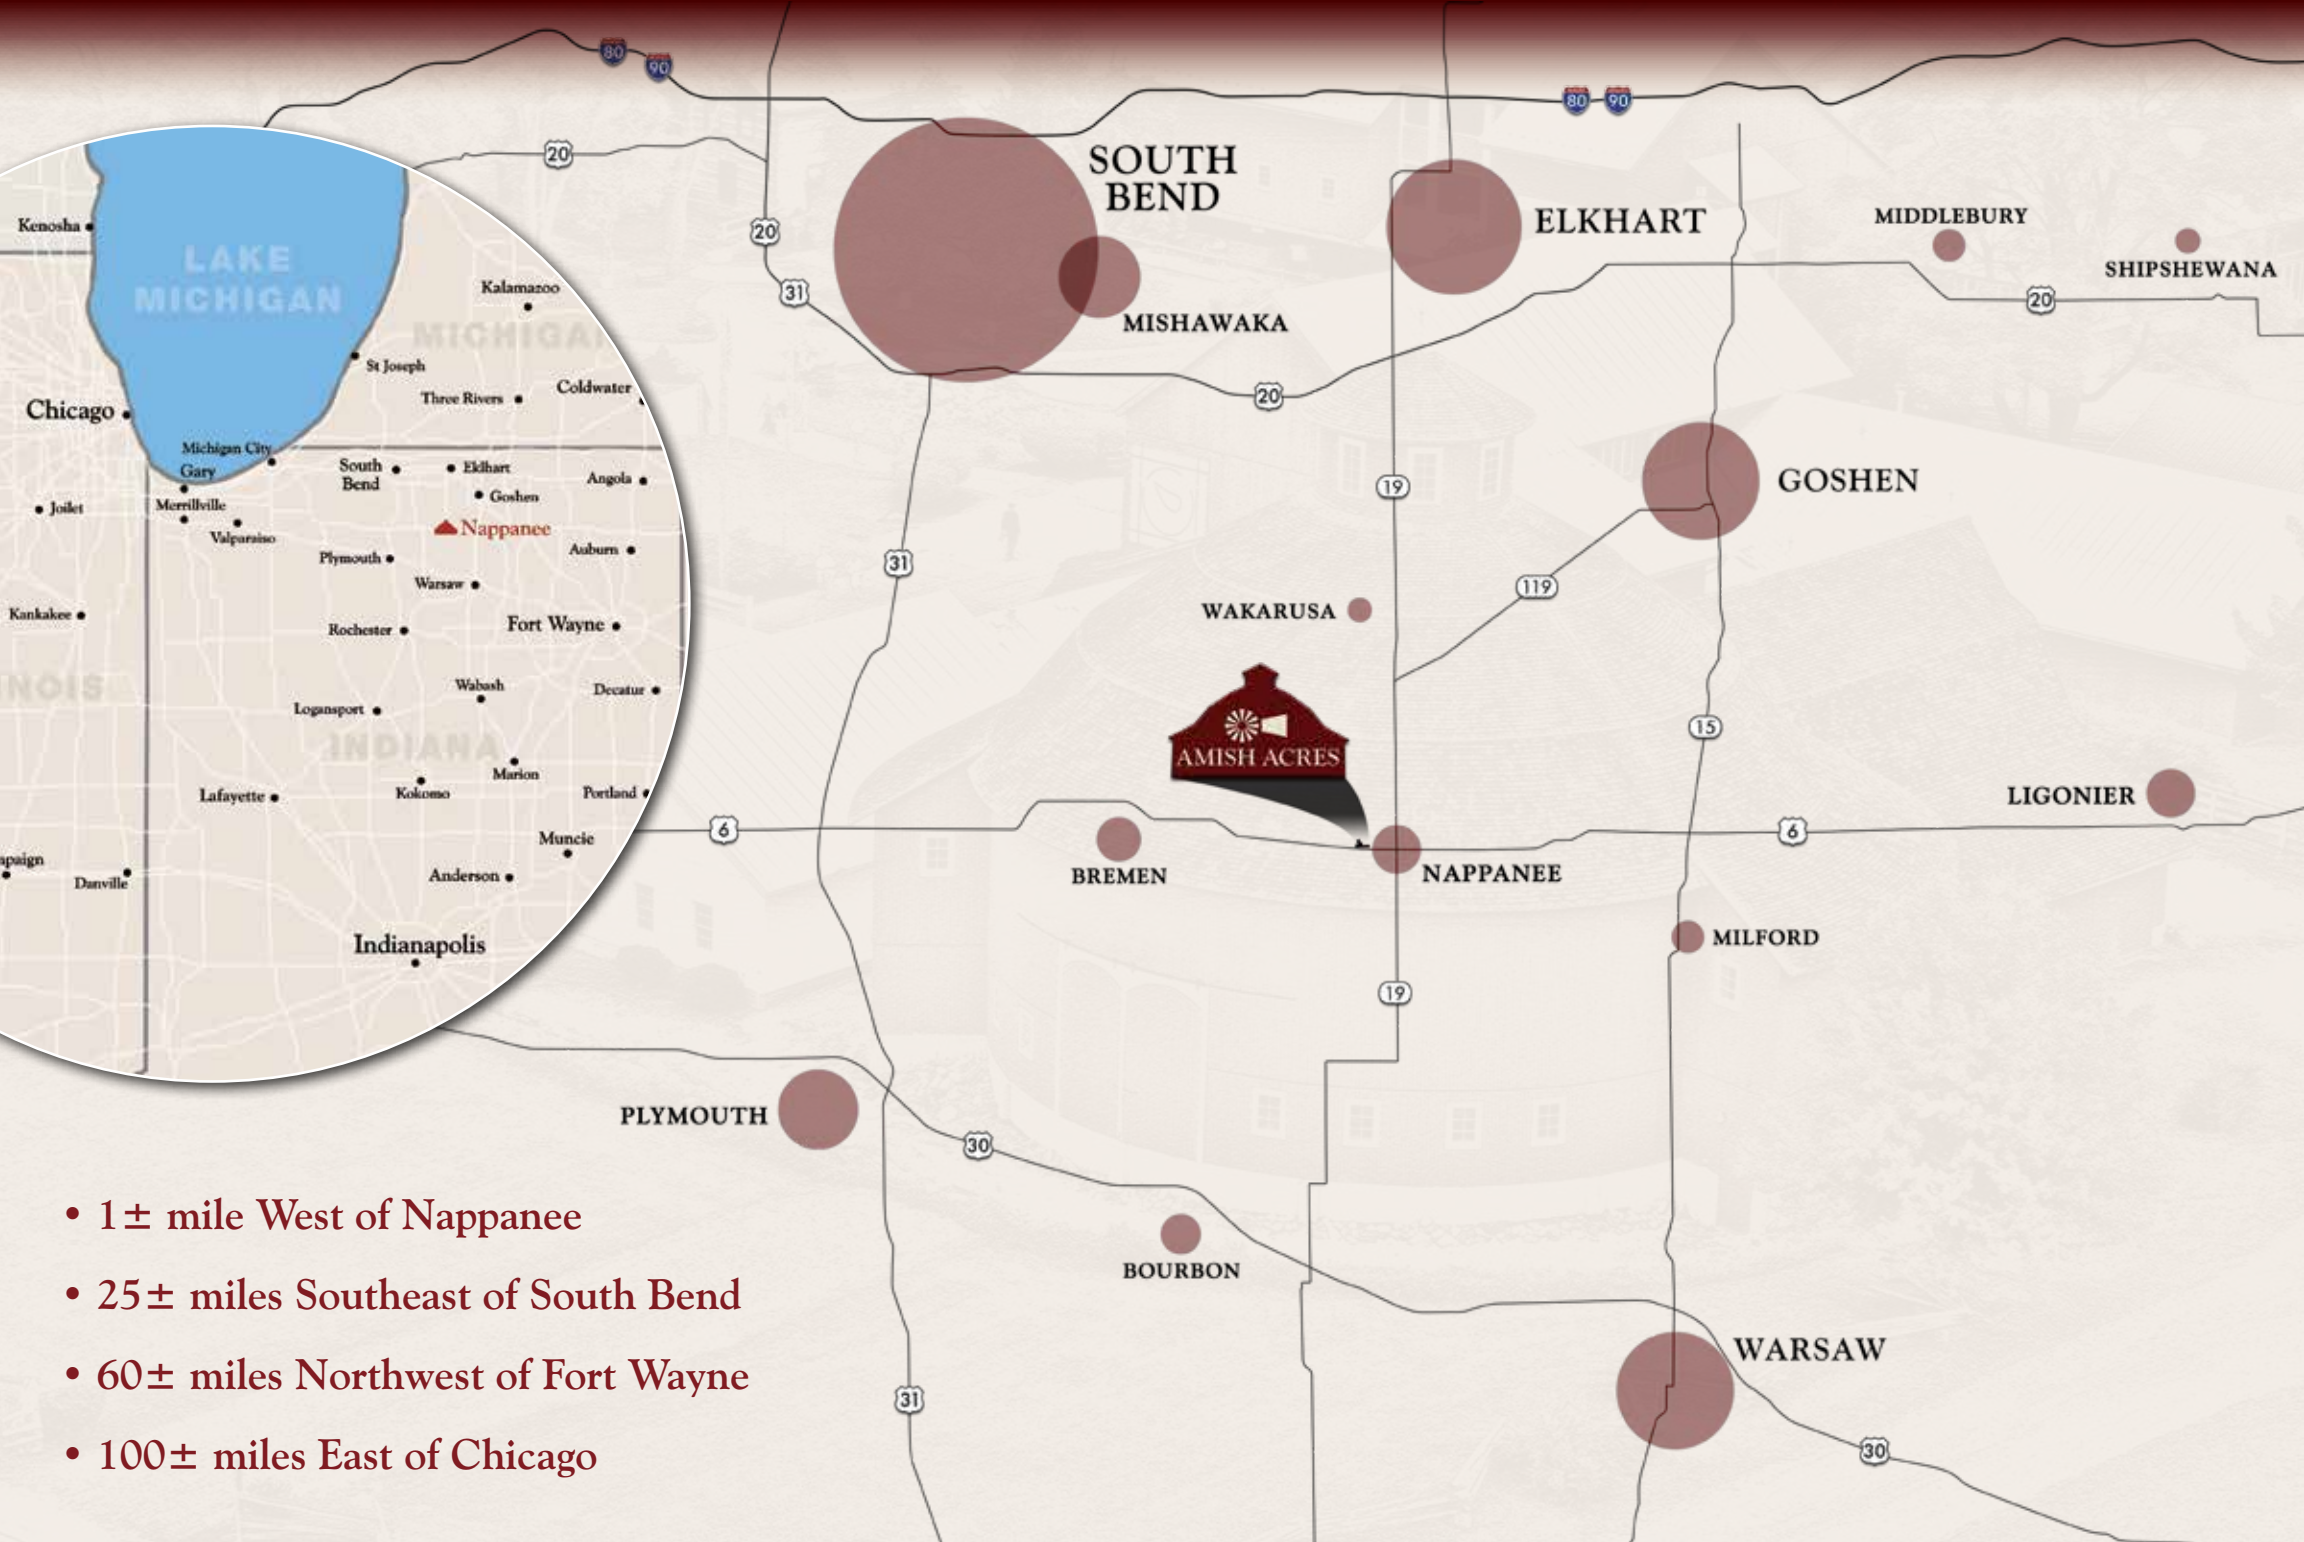 80
90
80 90
20
SOUTH
BEND
ELKHART
MIDDLEBURY
SHIPSHEWANA
20
31
MISHAWAKA
20
20
19
GOSHEN
31
119
WAKARUSA
AMISH ACRES
15
LIGONIER
6
6
BREMEN
NAPPANEE
MILFORD
19
PLYMOUTH
30
BOURBON
WARSAW
31
30
Kenosha
LAKE
MICHIGAN
Kalamazoo
MICHIGA
St Joseph
Three Rivers
Coldwater
Chicago
Michigan City
Gary
South
Bend
Eklhart
Angola
Goshen
Joilet
Merrillville
Valparaiso
Nappanee
Plymouth
Auburn
Warsaw
Kankakee
Rochester
Fort Wayne
NOIS
Wabash
Decatur
Logansport
INDIANA
Marion
Lafayette
Kokomo
Portland
Muncie
apaign
Danville
Anderson
Indianapolis
• 1± mile West of Nappanee
• 25± miles Southeast of South Bend
• 60± miles Northwest of Fort Wayne
• 100± miles East of Chicago